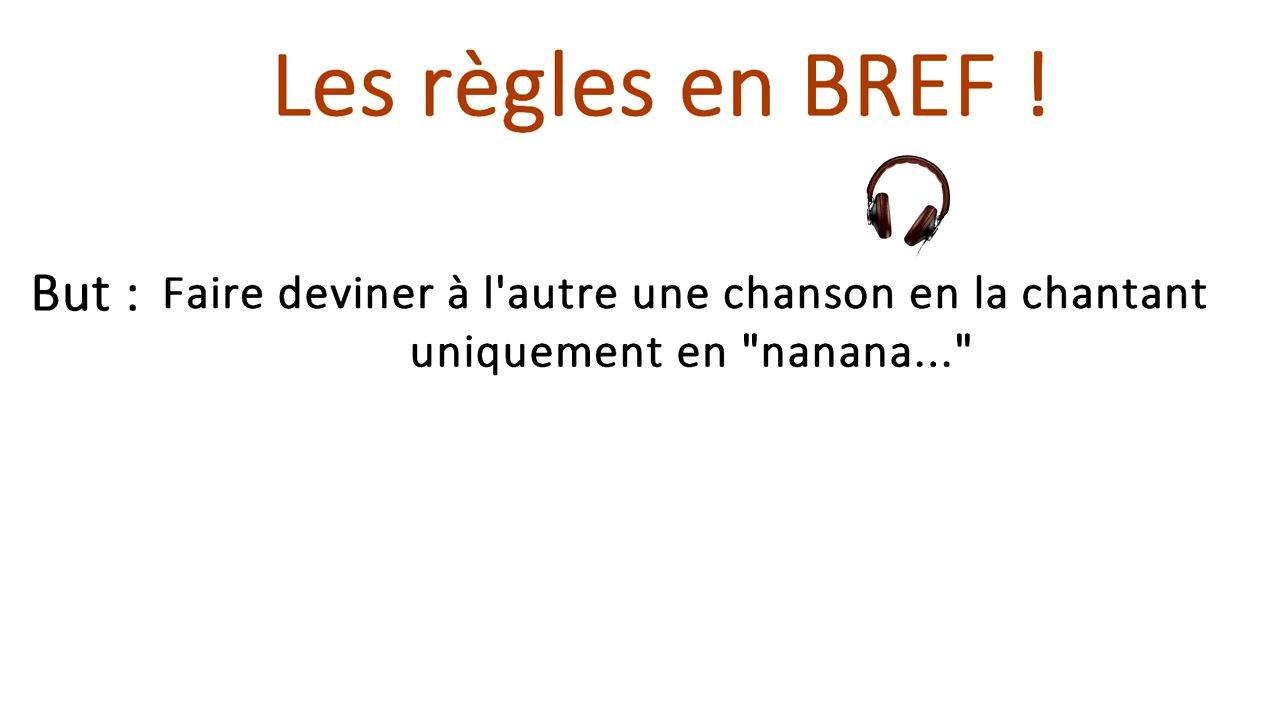 Les règles en BREF !
But : Faire deviner à l'autre une chanson en la chantant
uniquement en "nanana..."